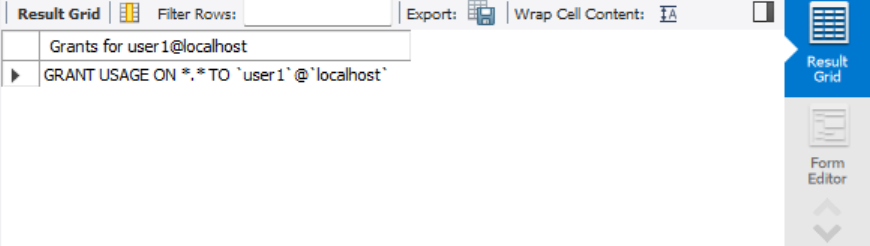 Result Grid Filter Rows: Export: Wrap Cell Content: IA
Grants for user1@localhost
GRANT USAGE ON *.* TO `user1`@`localhost`
Result
Grid
Form
Editor